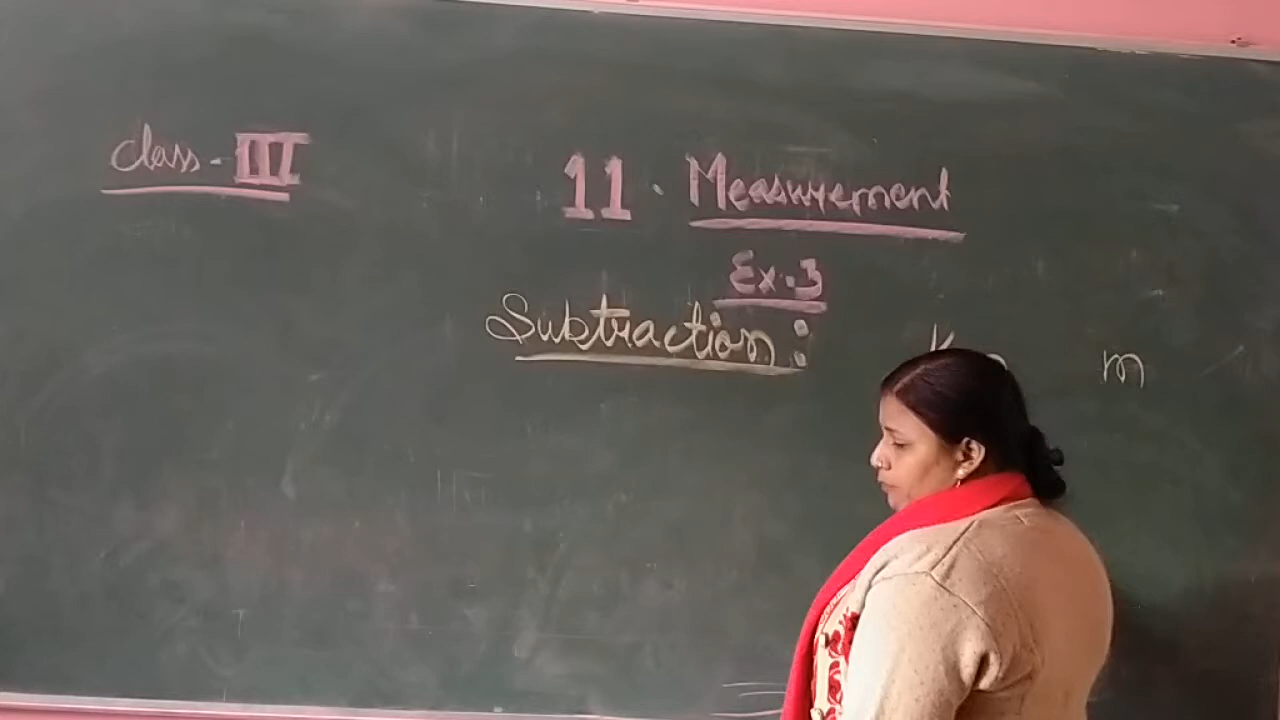 class - III
11. Measurement
Ex. 3
Subtraction:
m